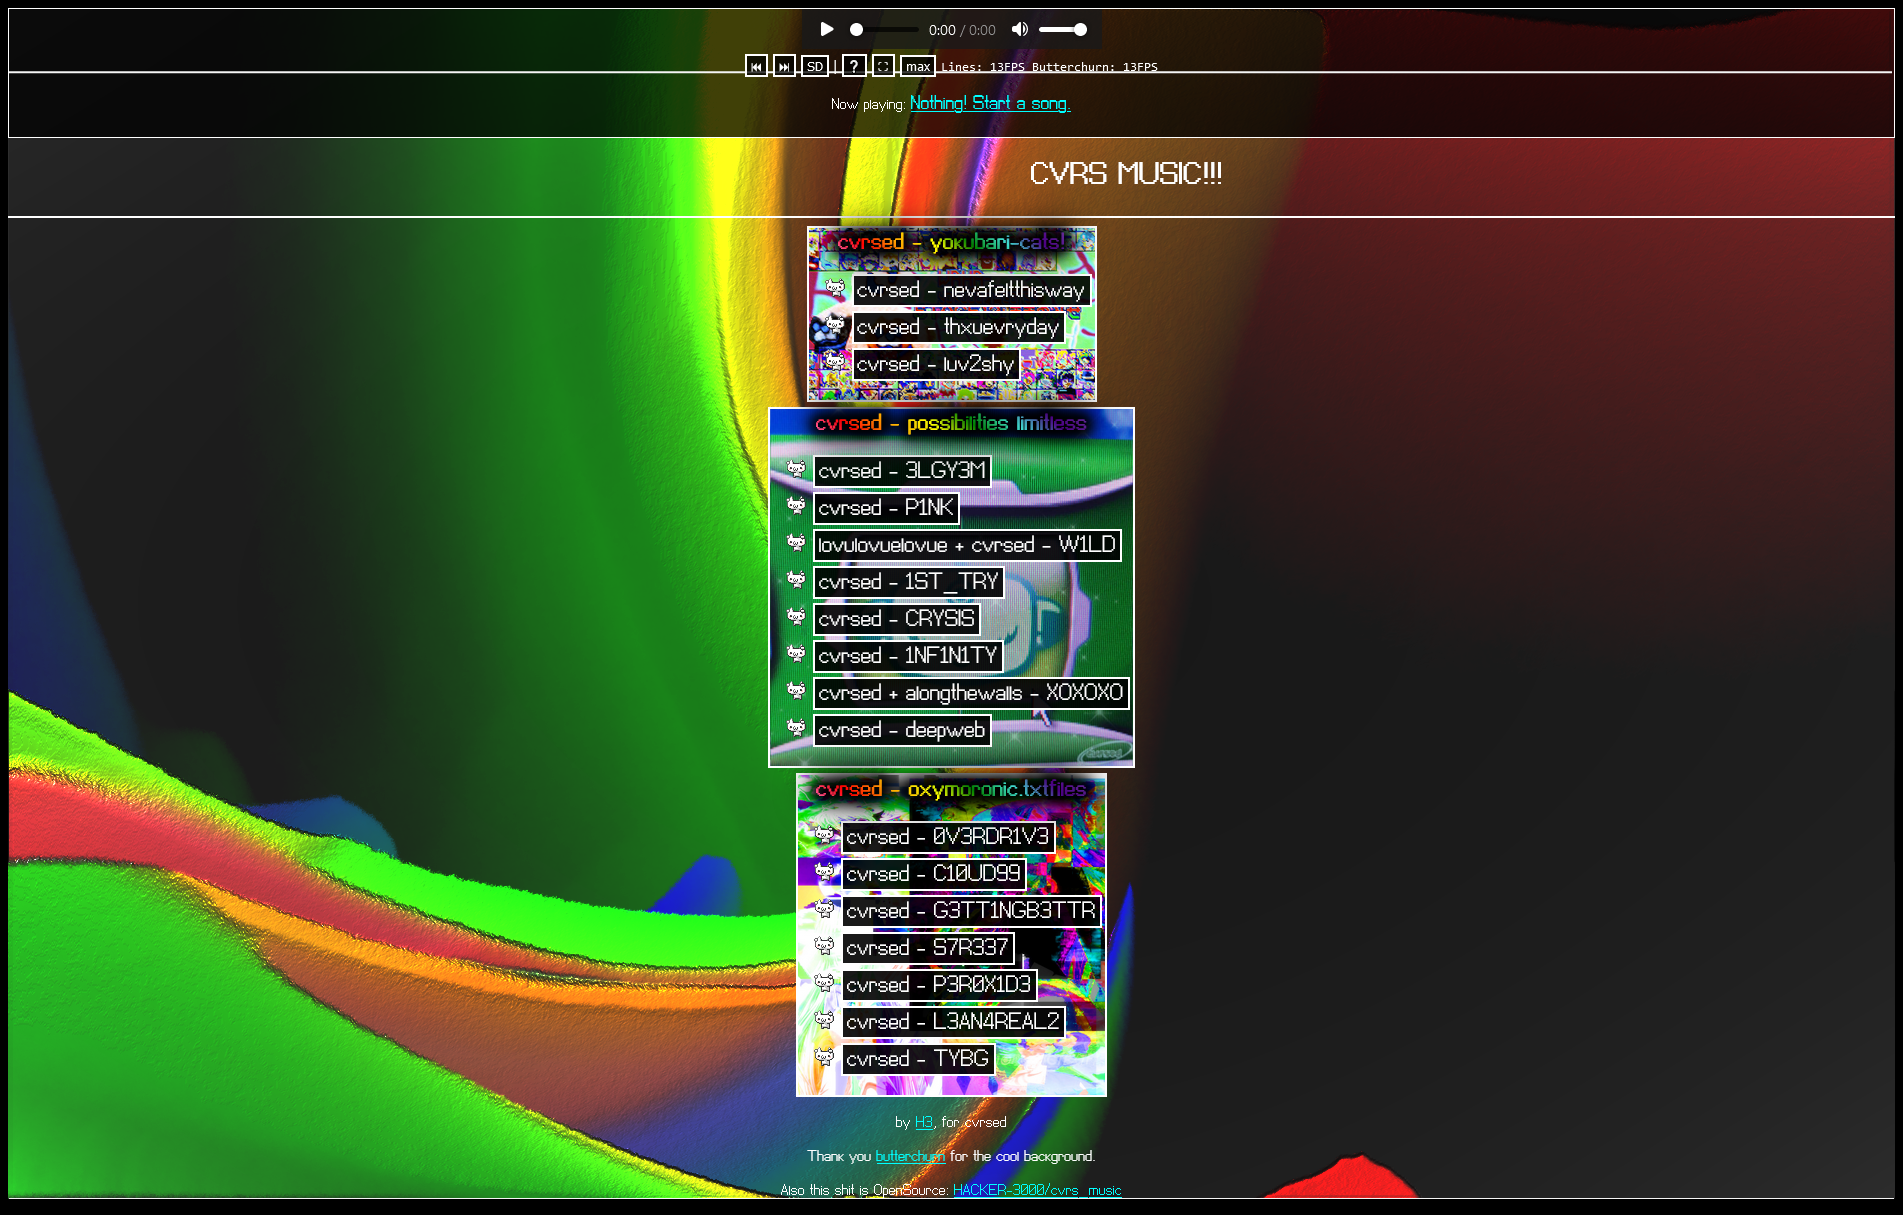 0:00 / 0:00
SD | ? max Lines: 13FPS Butterchurn: 13FPS
Now playing: Nothing! Start a song.
CVRS MUSIC!!!
cvrsed - yokubari-cats!
cvrsed - nevafeltthisway
cvrsed - thxuevryday
cvrsed - luv2shy
cvrsed - possibilities limitless
cvrsed - 3LGY3M
cvrsed - P1NK
lovulovuelovue + cvrsed - W1LD
cvrsed - 1ST_TRY
cvrsed - CRYSIS
cvrsed - 1NF1N1TY
cvrsed + alongthewalls - XOXOXO
cvrsed - deepweb
cvrsed - oxymoronic.txtfiles
cvrsed - 0V3RDR1V3
cvrsed - C10UD99
cvrsed - G3TT1NGB3TTR
cvrsed - S7R337
cvrsed - P3R0X1D3
cvrsed - L3AN4REAL2
cvrsed - TYBG
by H3, for cvrsed
Thank you butterchurn for the cool background.
Also this shit is OpenSource: HACKER-3000/cvrs_music